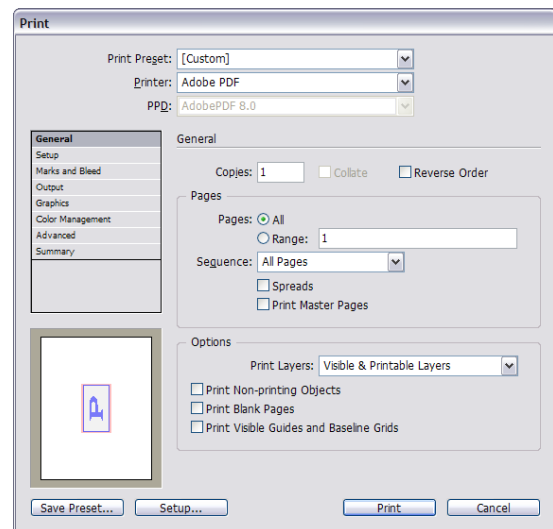 Print
Print Preset: [Custom]
Printer: Adobe PDF
PPD: AdobePDF 8.0
General
Setup
Marks and Bleed
Output
Graphics
Color Management
Advanced
Summary
General
Copies: 1 Collate Reverse Order
Pages
Pages: All
Range: 1
Sequence: All Pages
Spreads
Print Master Pages
Options
Print Layers: Visible & Printable Layers
Print Non-printing Objects
Print Blank Pages
Print Visible Guides and Baseline Grids
P
Save Preset... Setup... Print Cancel